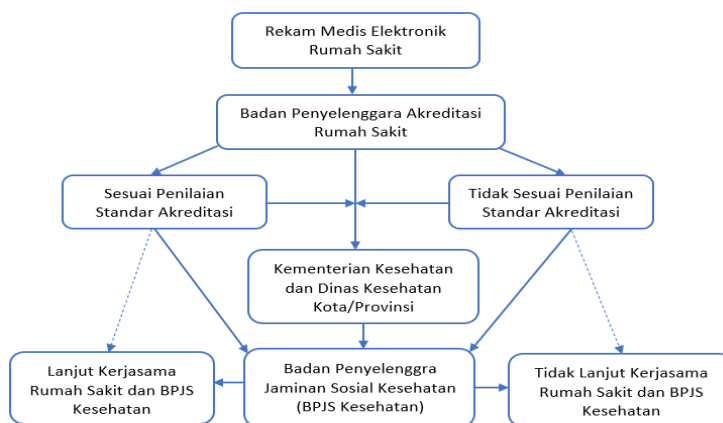 Rekam Medis Elektronik
Rumah Sakit
Badan Penyelenggara Akreditasi
Rumah Sakit
Sesuai Penilaian
Standar Akreditasi
Tidak Sesuai Penilaian
Standar Akreditasi
Kementerian Kesehatan
dan Dinas Kesehatan
Kota/Provinsi
Lanjut Kerjasama
Rumah Sakit dan BPJS
Kesehatan
Badan Penyelenggra
Jaminan Sosial Kesehatan
(BPJS Kesehatan)
Tidak Lanjut Kerjasama
Rumah Sakit dan BPJS
Kesehatan